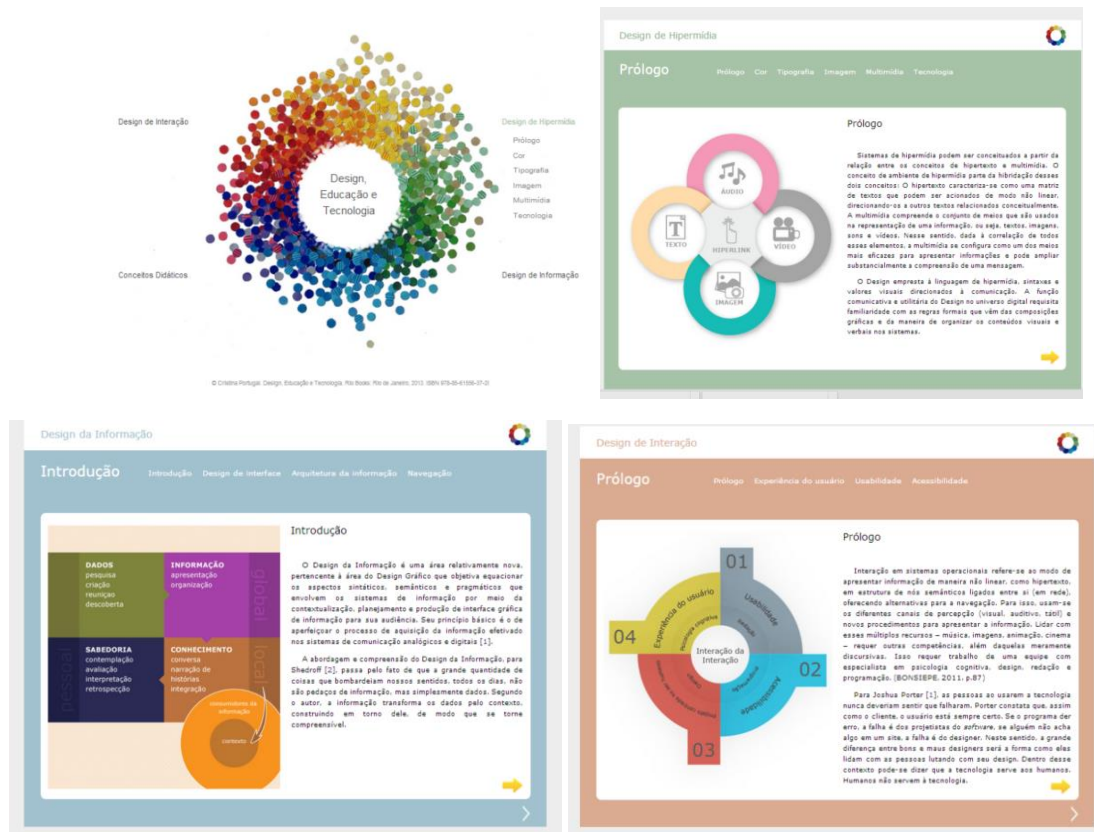 Design de Interação
Design de Hipermídia
Prólogo
Cor
Tipografia
Imagem
Multimídia
Tecnologia
Design,
Educação e
Tecnologia
Conceitos Didáticos
Design de Informação
© Cristina Portugal. Design, Educação e Tecnologia. Rio Books. Rio de Janeiro, 2013.
Design de Hipermídia
Prólogo
Prólogo Cor Tipografia Imagem Multimídia Tecnologia
ÁUDIO
TEXTO
HIPERLINK
VÍDEO
IMAGEM
Prólogo
Sistemas de hipermídia podem ser conceituados a partir da
relação entre os conceitos de hipertexto e multimídia. O
conceito de ambiente de hipermídia parte da hibridação desses
dois conceitos: O hipertexto caracteriza-se como uma matriz
de textos que podem ser acionados de modo não linear,
direcionando-os a outros textos relacionados conceitualmente.
A multimídia compreende o conjunto de meios que são usados
na representação de uma informação, ou seja, textos, imagens,
sons e vídeos. Nesse sentido, dada à correlação de todos
esses elementos, a multimídia se configura como um dos meios
mais eficazes para apresentar informações e pode ampliar
substancialmente a compreensão de uma mensagem.
O Design empresta à linguagem de hipermídia, sintaxes e
valores visuais direcionados à comunicação. A função
comunicativa e utilitária do Design no universo digital requisita
familiaridade com as regras formais que vêm das composições
gráficas e da maneira de organizar os conteúdos visuais e
verbais nos sistemas.
Design da Informação
Introdução
Introdução Design de interface Arquitetura da informação Navegação
DADOS
pesquisa
criação
reuniçao
descoberta
INFORMAÇÃO
apresentação
organização
global
SABEDORIA
contemplação
avaliação
interpretação
retrospecção
pessoal
CONHECIMENTO
conversa
narração de
histórias
integração
local
consumidores da
informação
contexto
Introdução
O Design da Informação é uma área relativamente nova,
pertencente à área do Design Gráfico que objetiva equacionar
os aspectos sintáticos, semânticos e pragmáticos que
envolvem os sistemas de informação por meio da
contextualização, planejamento e produção de interface gráfica
de informação para sua audiência. Seu princípio básico é o de
aperfeiçoar o processo de aquisição da informação efetivado
nos sistemas de comunicação analógicos e digitais [1].
A abordagem e compreensão do Design da Informação, para
Shedroff [2], passa pelo fato de que a grande quantidade de
coisas que bombardeiam nossos sentidos, todos os dias, não
são pedaços de informação, mas simplesmente dados. Segundo
o autor, a informação transforma os dados pelo contexto,
construindo em torno dele, de modo que se torne
compreensível.
Design de Interação
Prólogo
Prólogo Experiência do usuário Usabilidade Acessibilidade
01
Usabilidade
redação
02
Acessibilidade
programação
03
design
04
Experiência do usuário
psicologia cognitiva
Interação da
Interação
Prólogo
Interação em sistemas operacionais refere-se ao modo de
apresentar informação de maneira não linear, como hipertexto,
em estrutura de nós semânticos ligados entre si (em rede),
oferecendo alternativas para a navegação. Para isso, usam-se
os diferentes canais de percepção (visual, auditivo, tátil) e
novos procedimentos para apresentar a informação. Lidar com
esses múltiplos recursos – música, imagens, animação, cinema
– requer outras competências, além daquelas meramente
discursivas. Isso requer trabalho de uma equipe com
especialista em psicologia cognitiva, design, redação e
programação. (BONSIEPE, 2011, p.87)
Para Joshua Porter [1], as pessoas ao usarem a tecnologia
nunca deveriam sentir que falharam. Porter constata que, assim
como o cliente, o usuário está sempre certo. Se o programa der
erro, a falha é dos projetistas do software, se alguém não acha
algo em um site, a falha é do designer. Neste sentido, a grande
diferença entre bons e maus designers será a forma como eles
lidam com as pessoas lutando com seu design. Dentro desse
contexto pode-se dizer que a tecnologia serve aos humanos.
Humanos não servem à tecnologia.